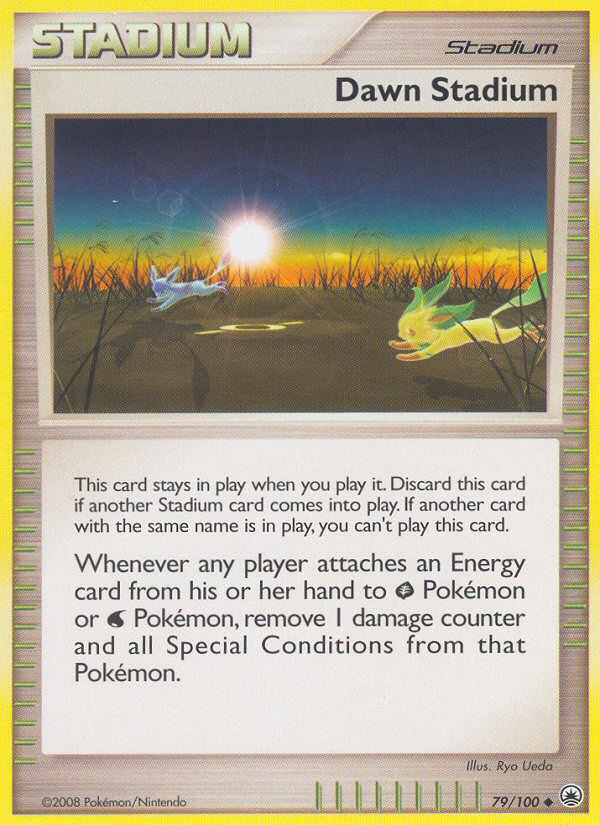 STADIUM
Stadium
Dawn Stadium
This card stays in play when you play it. Discard this card
if another Stadium card comes into play. If another card
with the same name is in play, you can't play this card.
Whenever any player attaches an Energy
card from his or her hand to Pokémon
or Pokémon, remove 1 damage counter
and all Special Conditions from that
Pokémon.
Illus. Ryo Ueda
©2008 Pokémon/Nintendo
79/100